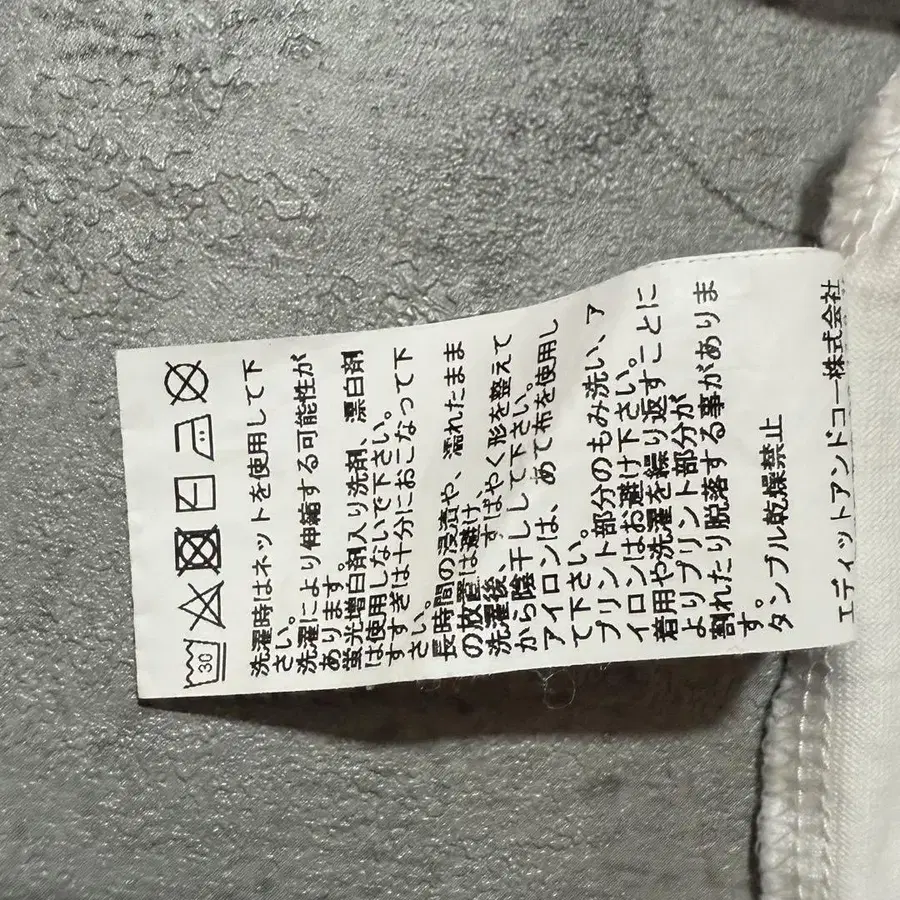 30
洗濯時はネットを使用して下
さい。
洗濯により伸縮する可能性が
あります。
蛍光増白剤入り洗剤、漂白剤
は使用しないで下さい。
すすぎは十分におこなって下
さい。
長時間の浸漬や、濡れたまま
の放置は避け、
洗濯後、すばやく形を整えて
から陰干しして下さい。
アイロンは、あて布を使用し
て下さい。
プリント部分のもみ洗い、ア
イロンはお避け下さい。
着用や洗濯を繰り返すことに
よりプリント部分が
割れたり脱落する事がありま
す。
タンブル乾燥禁止
エディットアンドコー株式会社